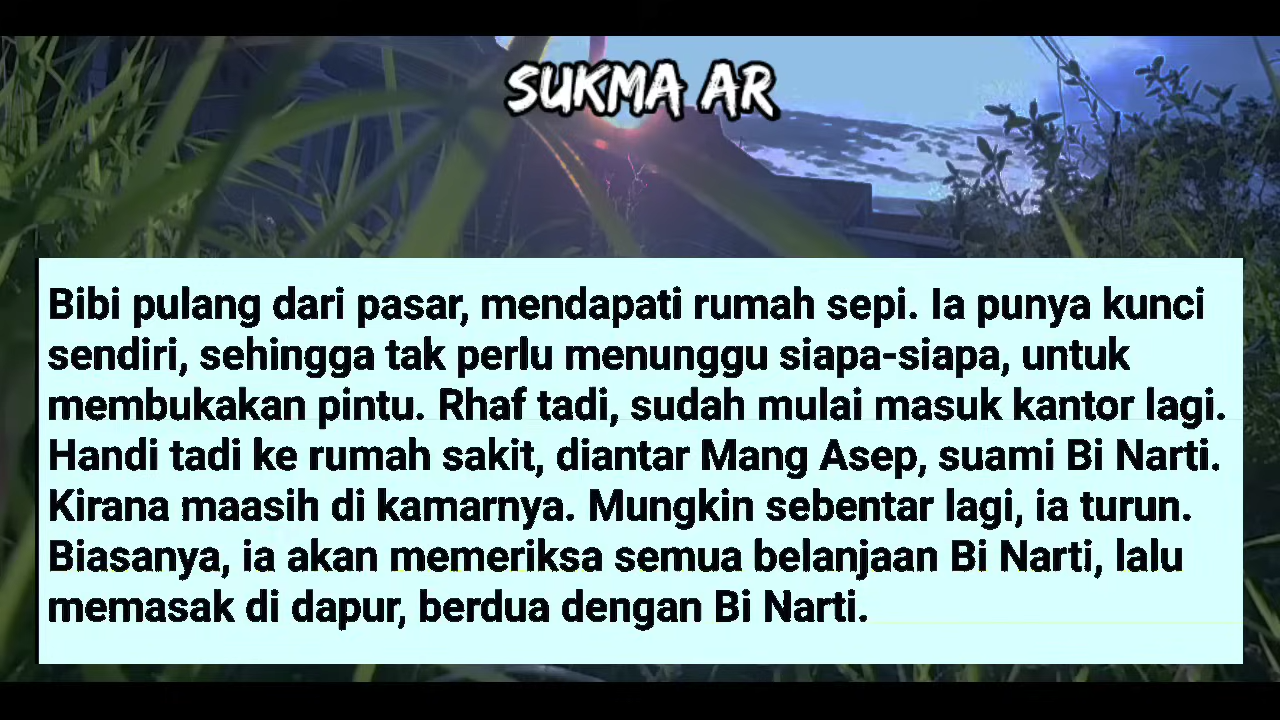 SUKMA AR
Bibi pulang dari pasar, mendapati rumah sepi. Ia punya kunci
sendiri, sehingga tak perlu menunggu siapa-siapa, untuk
membukakan pintu. Rhaf tadi, sudah mulai masuk kantor lagi.
Handi tadi ke rumah sakit, diantar Mang Asep, suami Bi Narti.
Kirana maasih di kamarnya. Mungkin sebentar lagi, ia turun.
Biasanya, ia akan memeriksa semua belanjaan Bi Narti, lalu
memasak di dapur, berdua dengan Bi Narti.